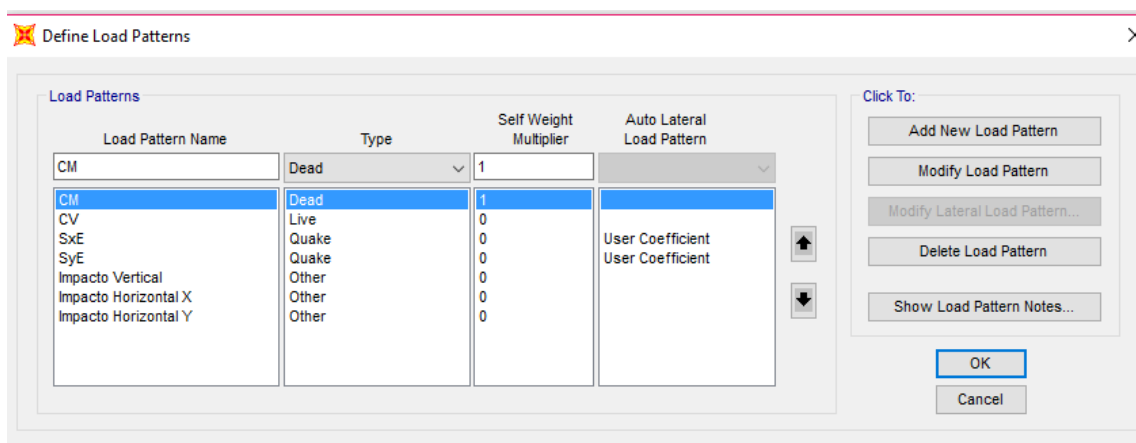 Define Load Patterns
Load Patterns
Click To:
Load Pattern Name
Type
Self Weight
Multiplier
Auto Lateral
Load Pattern
CM Dead 1
CM Dead 1
CV Live 0
SxE Quake 0 User Coefficient
SyE Quake 0 User Coefficient
Impacto Vertical Other 0
Impacto Horizontal X Other 0
Impacto Horizontal Y Other 0
Add New Load Pattern
Modify Load Pattern
Modify Lateral Load Pattern...
Delete Load Pattern
Show Load Pattern Notes...
OK
Cancel